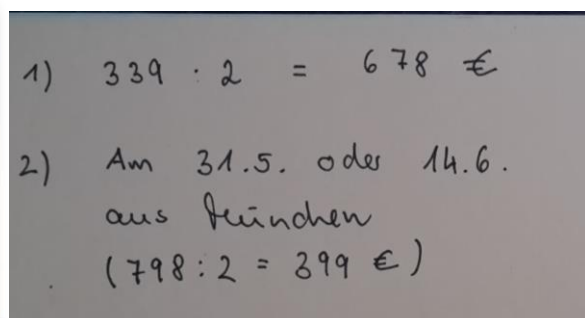 1) 339 : 2 = 678 €
2) Am 31.5. oder 14.6.
aus München
(798 : 2 = 399 €)